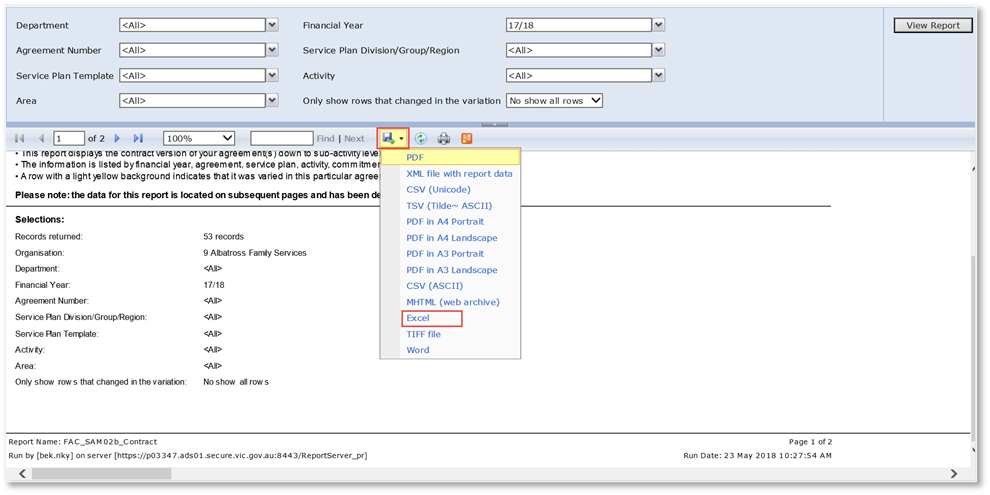 Department <All> Financial Year 17/18 View Report
Agreement Number <All> Service Plan Division/Group/Region <All>
Service Plan Template <All> Activity <All>
Area <All> Only show rows that changed in the variation No show all rows
1 of 2 100% Find | Next
• This report displays the contract version of your agreement(s) down to sub-activity leve
• The information is listed by financial year, agreement, service plan, activity, commitmen
• A row with a light yellow background indicates that it was varied in this particular agree
Please note: the data for this report is located on subsequent pages and has been de
PDF
XML file with report data
CSV (Unicode)
TSV (Tilde~ ASCII)
PDF in A4 Portrait
PDF in A4 Landscape
PDF in A3 Portrait
PDF in A3 Landscape
CSV (ASCII)
MHTML (web archive)
Excel
TIFF file
Word
Selections:
Records returned: 53 records
Organisation: 9 Albatross Family Services
Department: <All>
Financial Year: 17/18
Agreement Number: <All>
Service Plan Division/Group/Region: <All>
Service Plan Template: <All>
Activity: <All>
Area: <All>
Only show rows that changed in the variation: No show all rows
Report Name: FAC_SAM02b_Contract Page 1 of 2
Run by [bek.riky] on server [https://p03347.ads01.secure.vic.gov.au:8443/ReportServer_pr] Run Date: 23 May 2018 10:27:54 AM